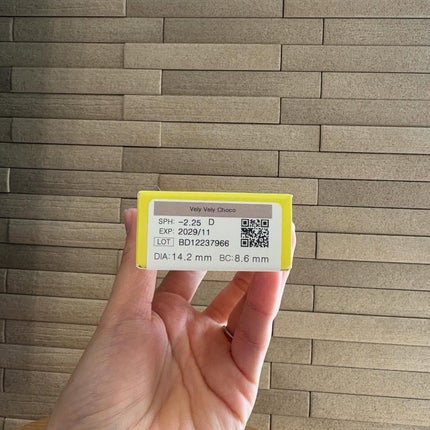 Vely Vely Choco
SPH: -2.25 D
EXP: 2029/11
LOT BD12237966
DIA:14.2 mm BC:8.6 mm